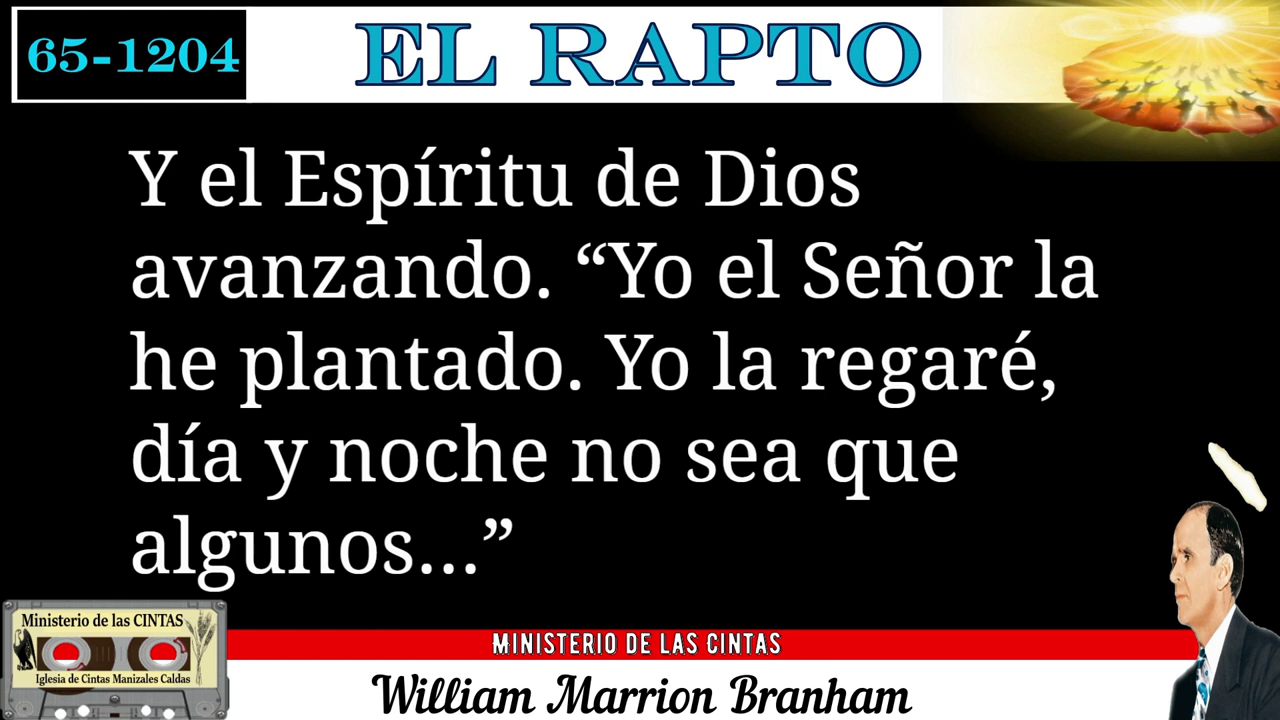 65-1204
EL RAPTO
Y el Espíritu de Dios
avanzando. “Yo el Señor la
he plantado. Yo la regaré,
día y noche no sea que
algunos...”
Ministerio de las CINTAS
Iglesia de Cintas Manizales Caldas
MINISTERIO DE LAS CINTAS
William Marrion Branham